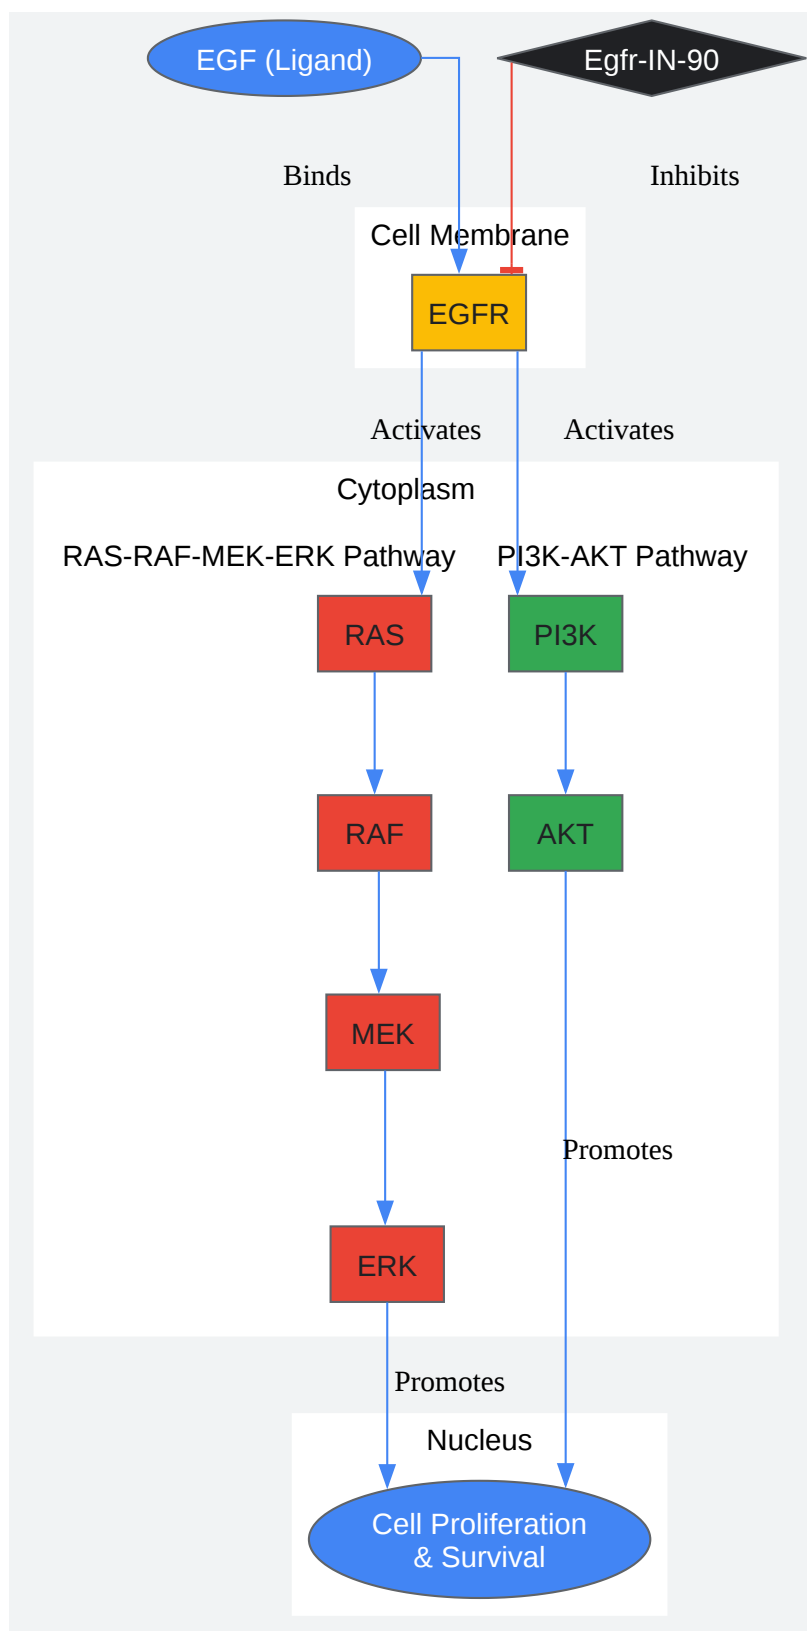 EGF (Ligand)
Egfr-IN-90
Binds
Inhibits
Cell Membrane
EGFR
Activates
Activates
Cytoplasm
RAS-RAF-MEK-ERK Pathway
PI3K-AKT Pathway
RAS
PI3K
RAF
AKT
MEK
Promotes
ERK
Promotes
Nucleus
Cell Proliferation
& Survival